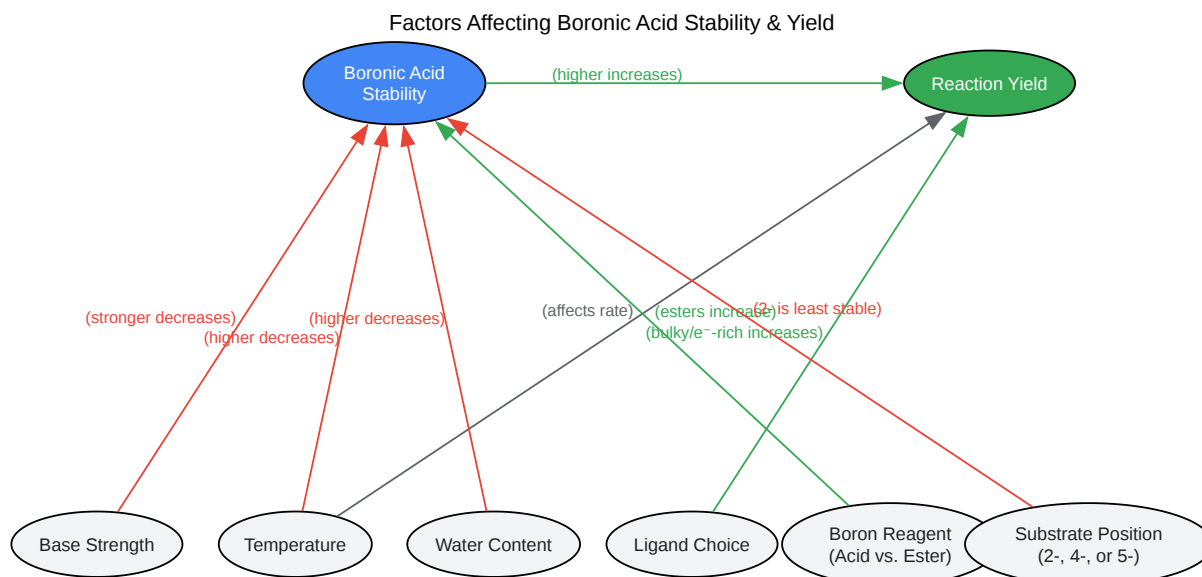 Factors Affecting Boronic Acid Stability & Yield
Boronic Acid
Stability
(higher increases)
Reaction Yield
(stronger decreases)
(higher decreases)
(higher decreases)
(affects rate)
(esters increase)
(2- is least stable)
(bulky/e⁻-rich increases)
Base Strength
Temperature
Water Content
Ligand Choice
Boron Reagent
(Acid vs. Ester)
Substrate Position
(2-, 4-, or 5-)